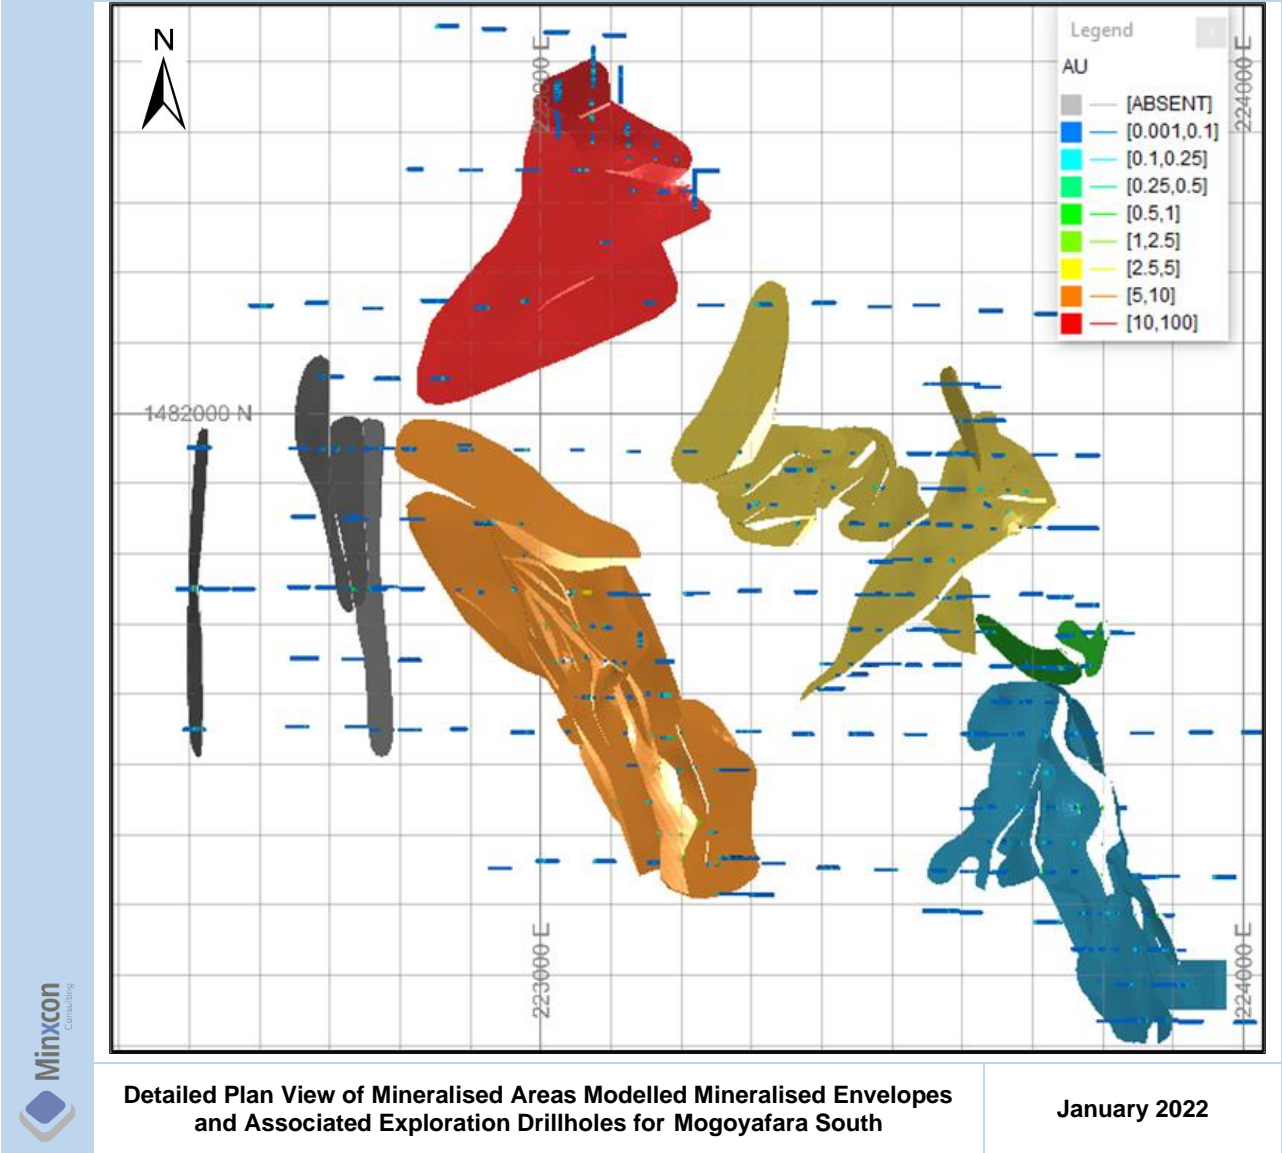 N
223000 E
224000 E
Legend
x
AU
[ABSENT]
[0.001,0.1]
[0.1,0.25]
[0.25,0.5]
[0.5,1]
[1,2.5]
[2.5,5]
[5,10]
[10,100]
1482000 N
223000 E
224000 E
Minxcon
Consulting
Detailed Plan View of Mineralised Areas Modelled Mineralised Envelopes
and Associated Exploration Drillholes for Mogoyafara South
January 2022